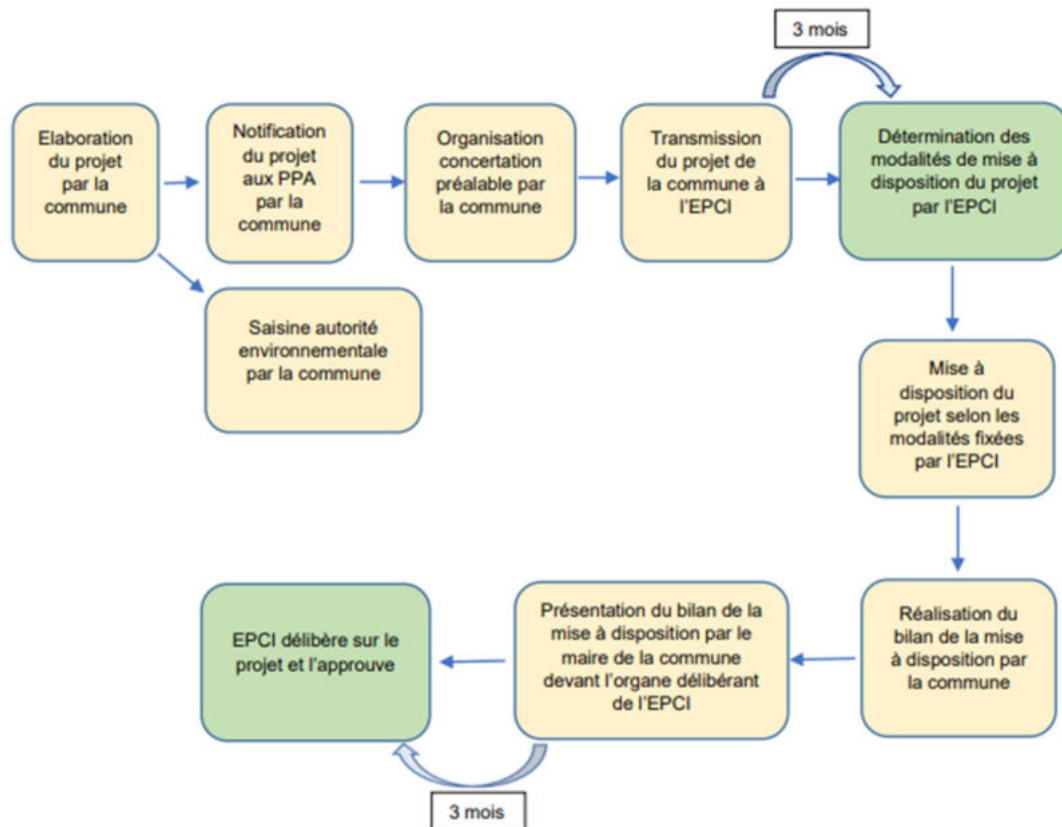 3 mois
Elaboration
du projet
par la
commune
Notification
du projet
aux PPA
par la
commune
Organisation
concertation
préalable par
la commune
Transmission
du projet de
la commune à
l'EPCI
Détermination des
modalités de mise à
disposition du projet
par l'EPCI
Saisine autorité
environnementale
par la commune
Mise à
disposition du
projet selon les
modalités fixées
par l'EPCI
Réalisation du
bilan de la mise
à disposition par
la commune
Présentation du bilan de la
mise à disposition par le
maire de la commune
devant l'organe délibérant
de l'EPCI
EPCI délibère sur le
projet et l'approuve
3 mois